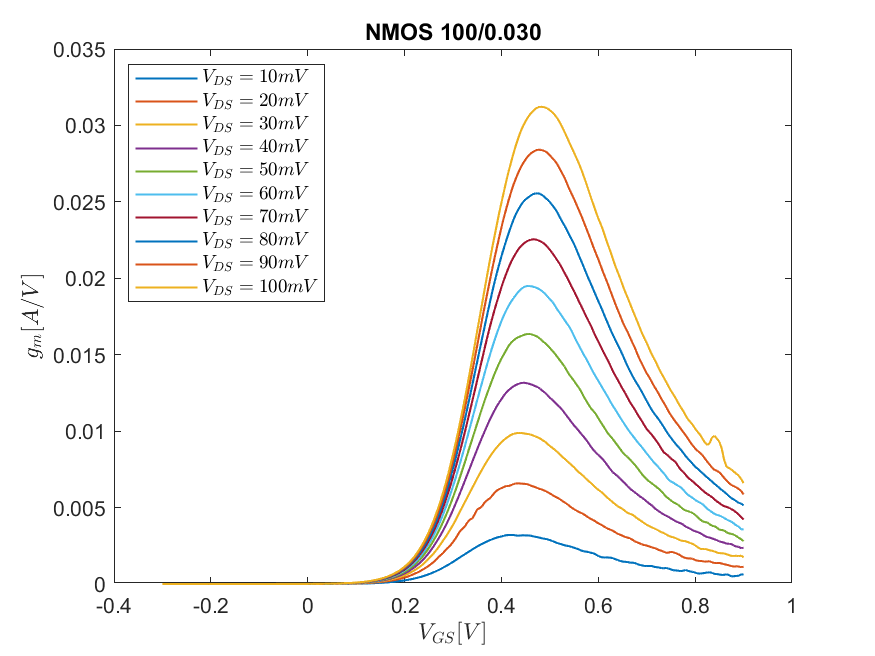 NMOS 100/0.030
0.035
0.03
0.025
0.02
0.015
0.01
0.005
0
g_m[A/V]
V_DS = 10mV
V_DS = 20mV
V_DS = 30mV
V_DS = 40mV
V_DS = 50mV
V_DS = 60mV
V_DS = 70mV
V_DS = 80mV
V_DS = 90mV
V_DS = 100mV
-0.4 -0.2 0 0.2 0.4 0.6 0.8 1
V_GS[V]